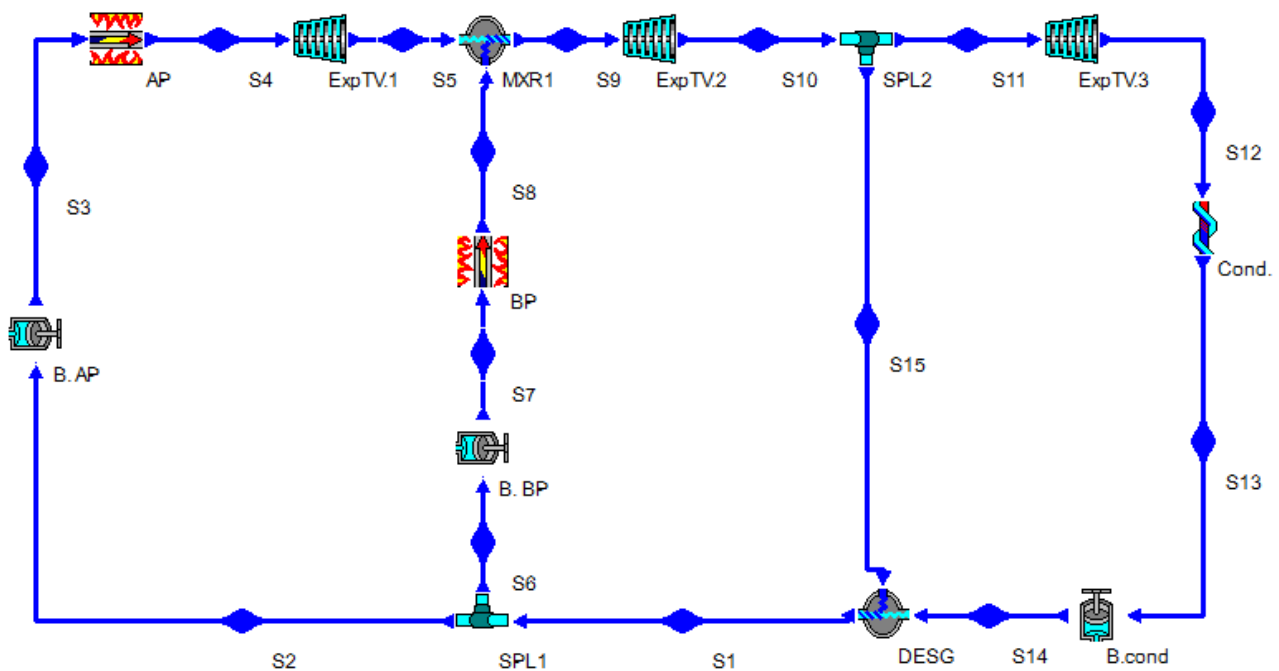 AP S4 ExpTV.1 S5 MXR1 S9 ExpTV.2 S10 SPL2 S11 ExpTV.3
S12
S8
S3
Cond.
BP
S15
B. AP
S7
S13
B. BP
S6
S2 SPL1 S1 DESG S14 B.cond